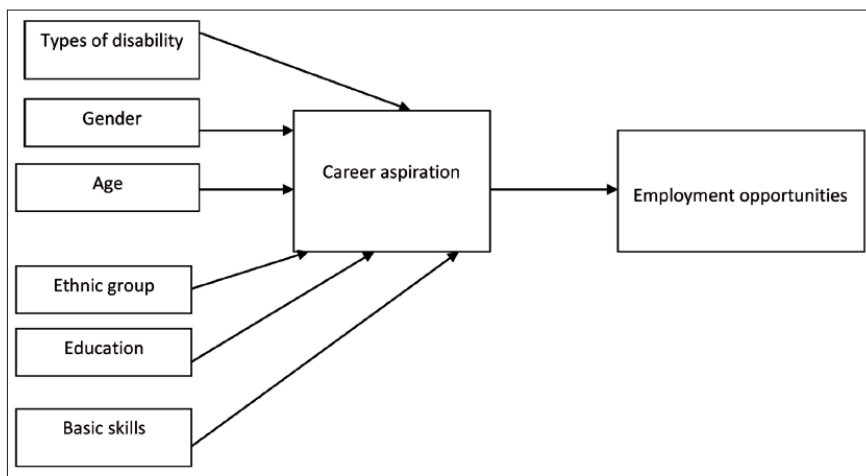 Types of disability
Gender
Age
Ethnic group
Education
Basic skills
Career aspiration
Employment opportunities